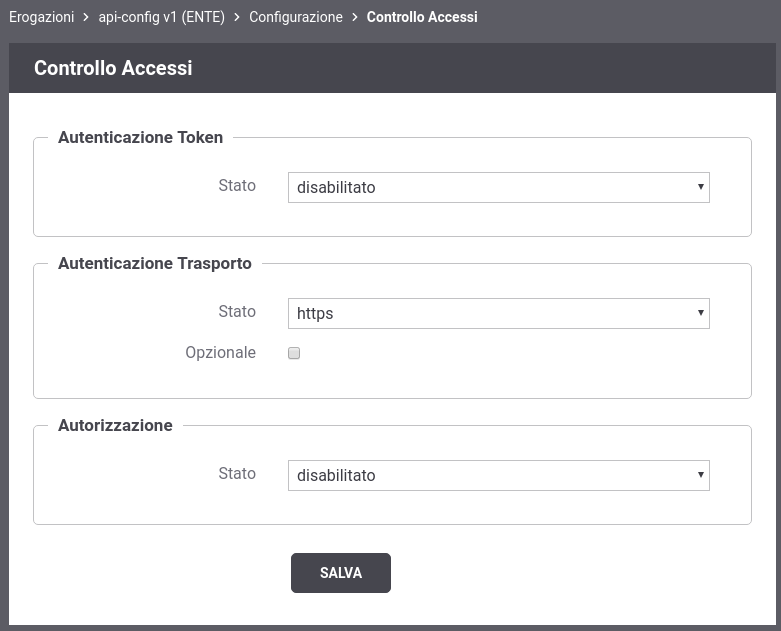 Erogazioni > api-config v1 (ENTE) > Configurazione > Controllo Accessi
Controllo Accessi
Autenticazione Token
Stato disabilitato
Autenticazione Trasporto
Stato https
Opzionale
Autorizzazione
Stato disabilitato
SALVA